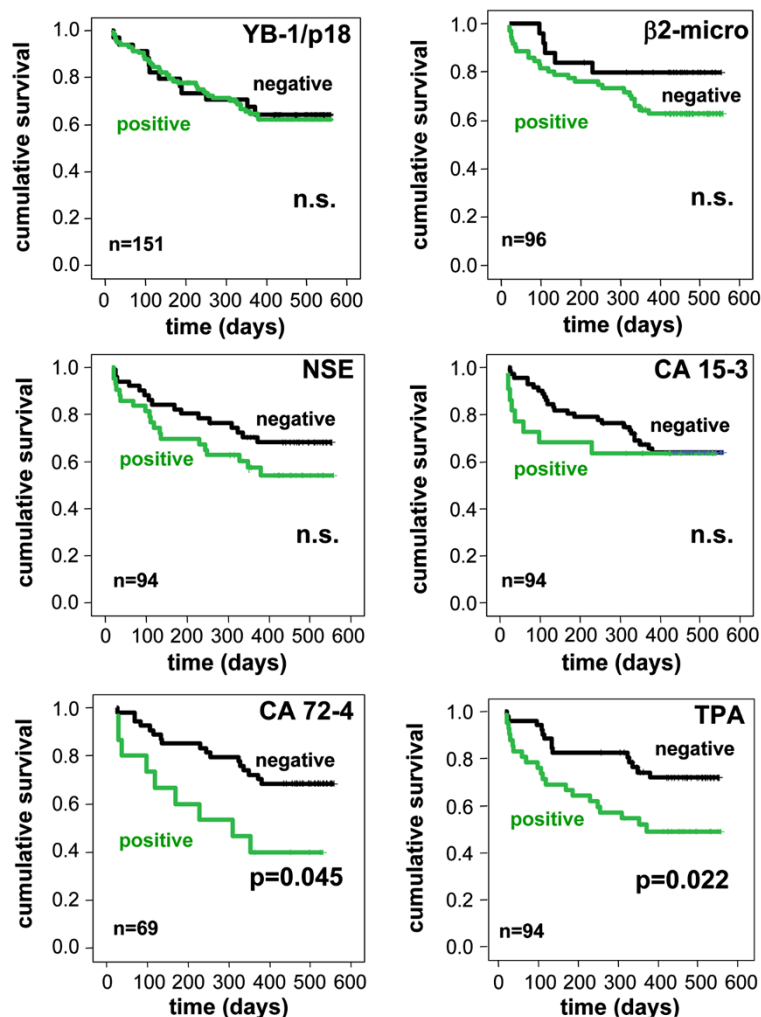 YB-1/p18
cumulative survival
1.0
0.8
0.6
0.4
0.2
0.0
negative
positive
n.s.
n=151
0 100 200 300 400 500 600
time (days)
β2-micro
cumulative survival
1.0
0.8
0.6
0.4
0.2
0.0
negative
positive
n.s.
n=96
0 100 200 300 400 500 600
time (days)
NSE
cumulative survival
1.0
0.8
0.6
0.4
0.2
0.0
negative
positive
n.s.
n=94
0 100 200 300 400 500 600
time (days)
CA 15-3
cumulative survival
1.0
0.8
0.6
0.4
0.2
0.0
negative
positive
n.s.
n=94
0 100 200 300 400 500 600
time (days)
CA 72-4
cumulative survival
1.0
0.8
0.6
0.4
0.2
0.0
negative
positive
p=0.045
n=69
0 100 200 300 400 500 600
time (days)
TPA
cumulative survival
1.0
0.8
0.6
0.4
0.2
0.0
negative
positive
p=0.022
n=94
0 100 200 300 400 500 600
time (days)